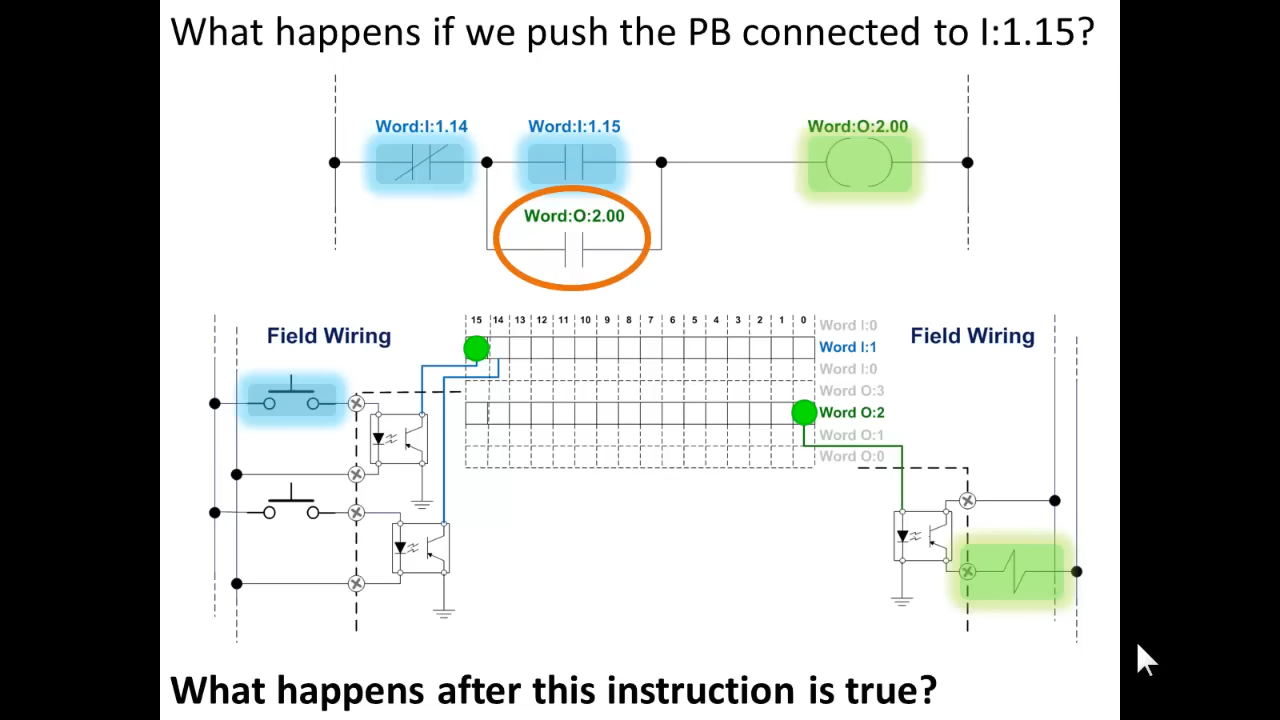 What happens if we push the PB connected to I:1.15?
Word:I:1.14 Word:I:1.15 Word:O:2.00
Word:O:2.00
15 14 13 12 11 10 9 8 7 6 5 4 3 2 1 0
Word I:0
Field Wiring
Field Wiring
Word I:1
Word I:0
Word O:3
Word O:2
Word O:1
Word O:0
What happens after this instruction is true?